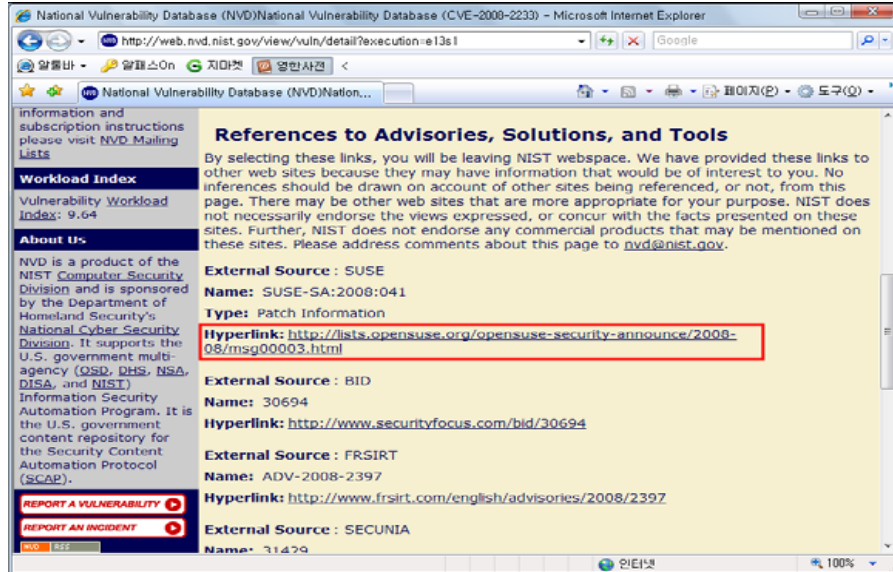 National Vulnerability Database (NVD)National Vulnerability Database (CVE-2008-2233) - Microsoft Internet Explorer
http://web.nvd.nist.gov/view/vuln/detail?execution=e13s1
Google
알툴바
알패스On
지마켓
영한사전
National Vulnerability Database (NVD)Nation...
페이지(P)
도구(O)
information and
subscription instructions
please visit NVD Mailing
Lists
Workload Index
Vulnerability Workload
Index: 9.64
About Us
NVD is a product of the
NIST Computer Security
Division and is sponsored
by the Department of
Homeland Security's
National Cyber Security
Division. It supports the
U.S. government multi-
agency (OSD, DHS, NSA,
DISA, and NIST)
Information Security
Automation Program. It is
the U.S. government
content repository for
the Security Content
Automation Protocol
(SCAP).
REPORT A VULNERABILITY
REPORT AN INCIDENT
NVD RSS
References to Advisories, Solutions, and Tools
By selecting these links, you will be leaving NIST webspace. We have provided these links to
other web sites because they may have information that would be of interest to you. No
inferences should be drawn on account of other sites being referenced, or not, from this
page. There may be other web sites that are more appropriate for your purpose. NIST does
not necessarily endorse the views expressed, or concur with the facts presented on these
sites. Further, NIST does not endorse any commercial products that may be mentioned on
these sites. Please address comments about this page to nvd@nist.gov.
External Source : SUSE
Name: SUSE-SA:2008:041
Type: Patch Information
Hyperlink: http://lists.opensuse.org/opensuse-security-announce/2008-
08/msg00003.html
External Source : BID
Name: 30694
Hyperlink: http://www.securityfocus.com/bid/30694
External Source : FRSIRT
Name: ADV-2008-2397
Hyperlink: http://www.frsirt.com/english/advisories/2008/2397
External Source : SECUNIA
Name: 31429
인터넷
100%